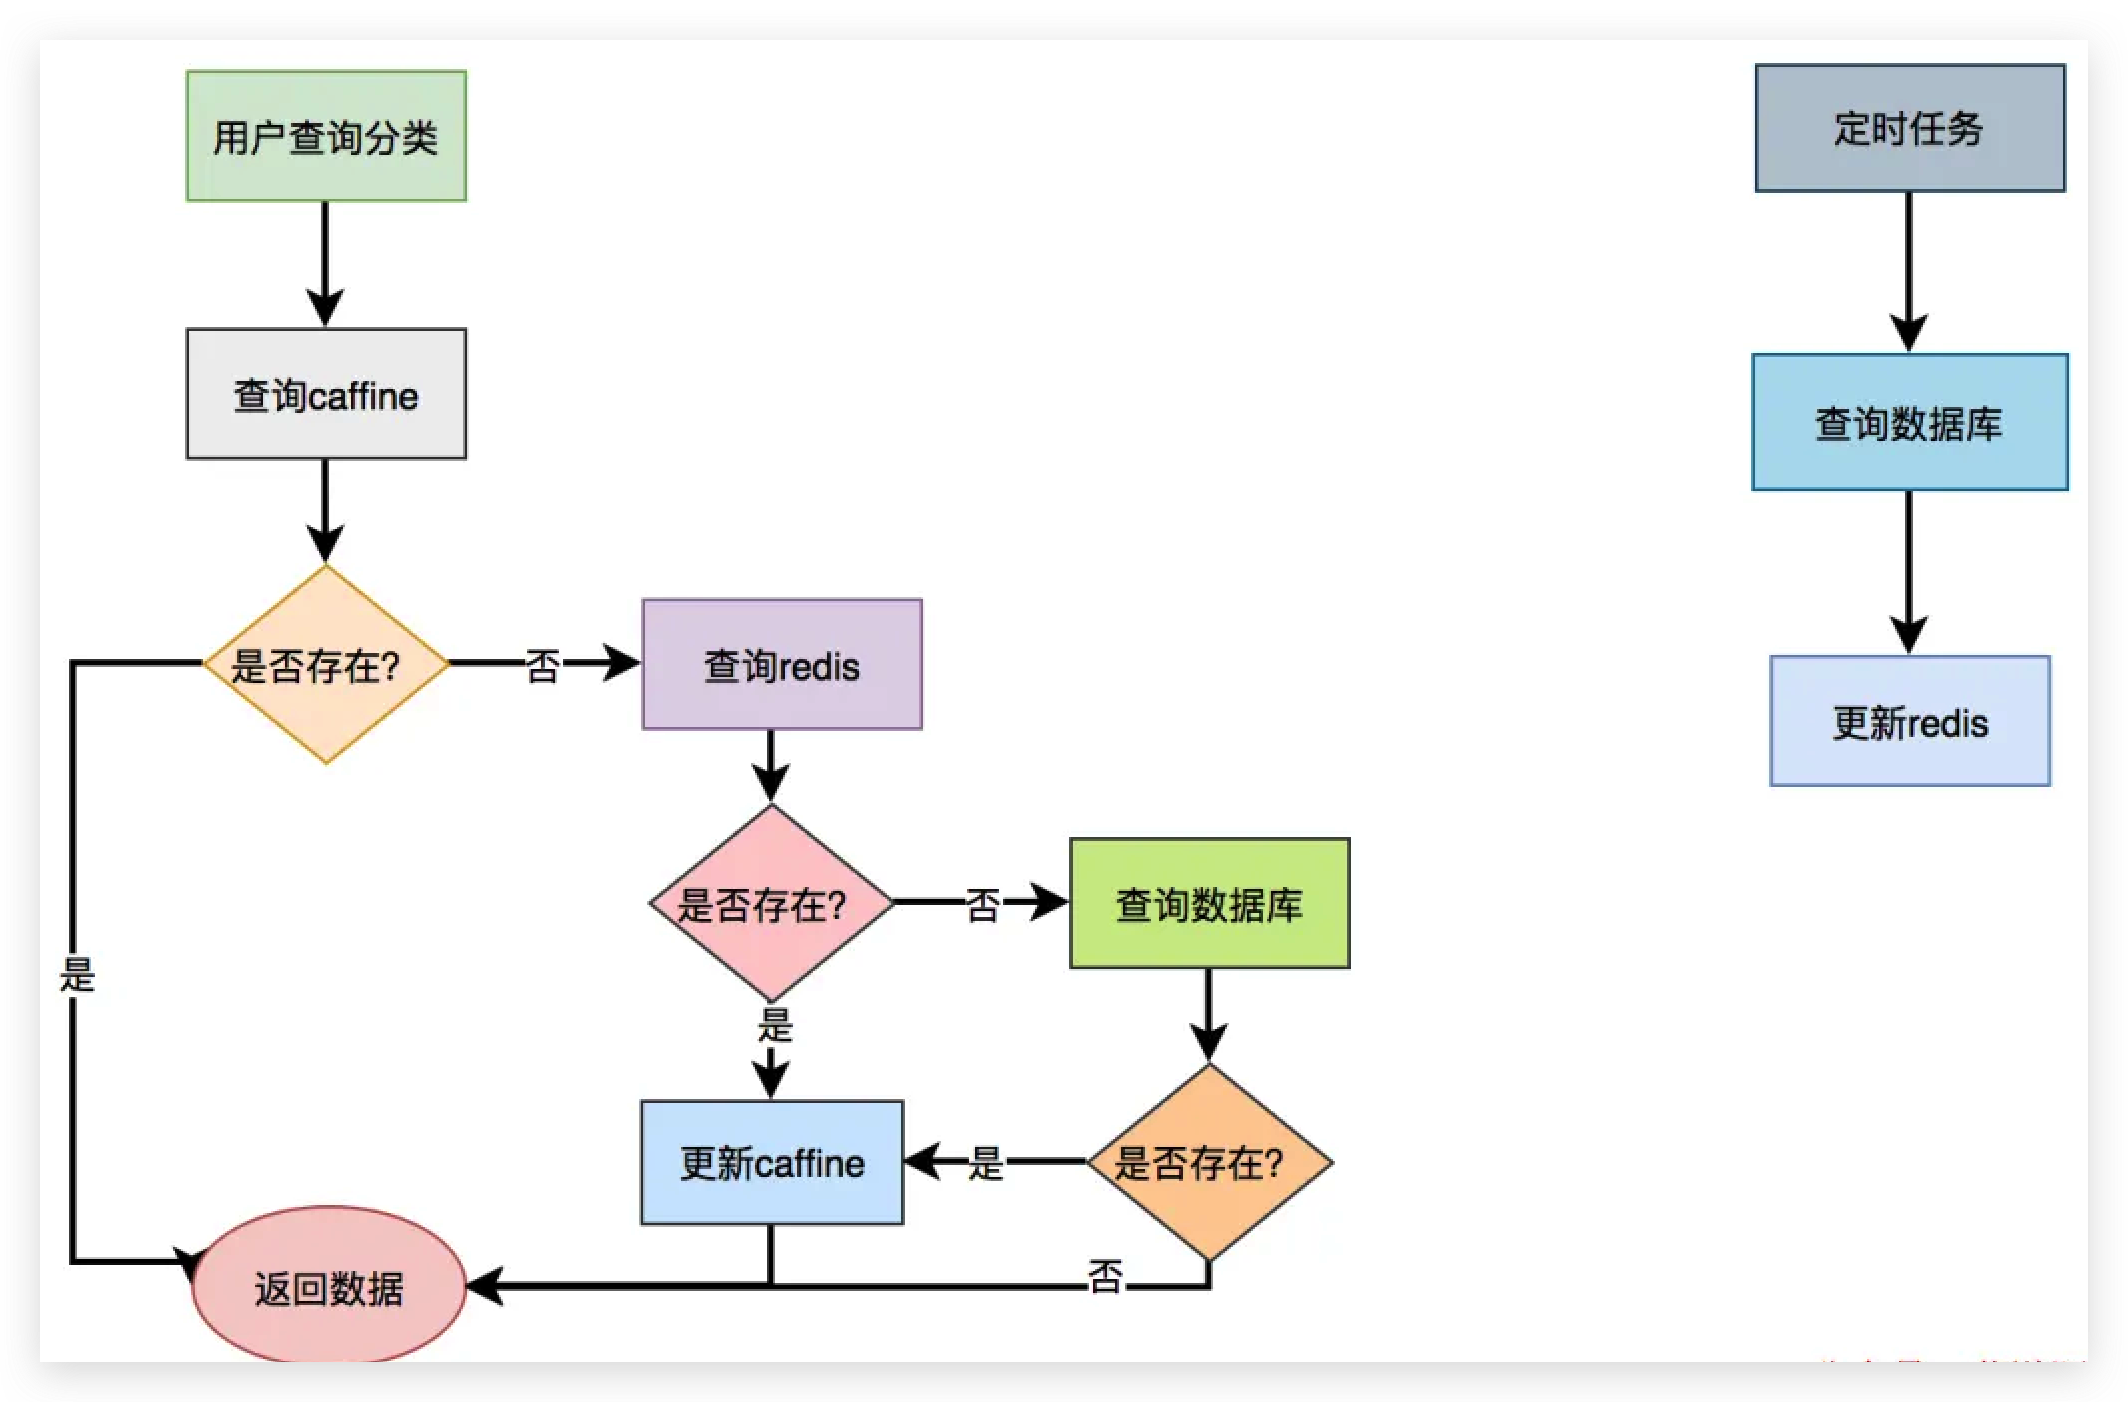 用户查询分类
定时任务
查询caffine
查询数据库
是否存在?
否
查询redis
更新redis
是否存在?
否
查询数据库
是
是
更新caffine
是
是否存在?
否
返回数据